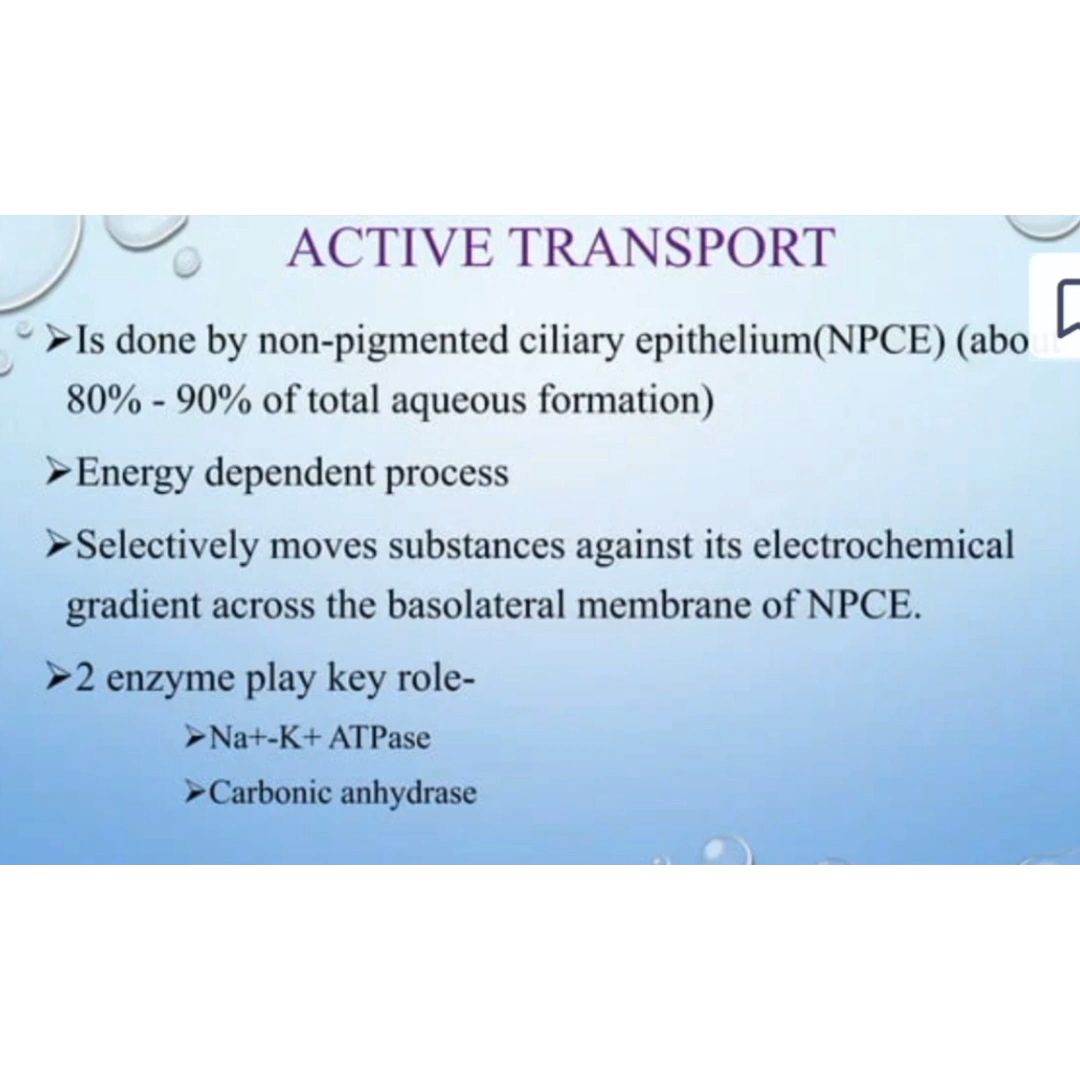 ACTIVE TRANSPORT
➢Is done by non-pigmented ciliary epithelium(NPCE)
80% - 90% of total aqueous formation)
➢Energy dependent process
➢Selectively moves substances against its electrochemical
gradient across the basolateral membrane of NPCE.
➢2 enzyme play key role-
➢Na+-K+ ATPase
➢Carbonic anhydrase